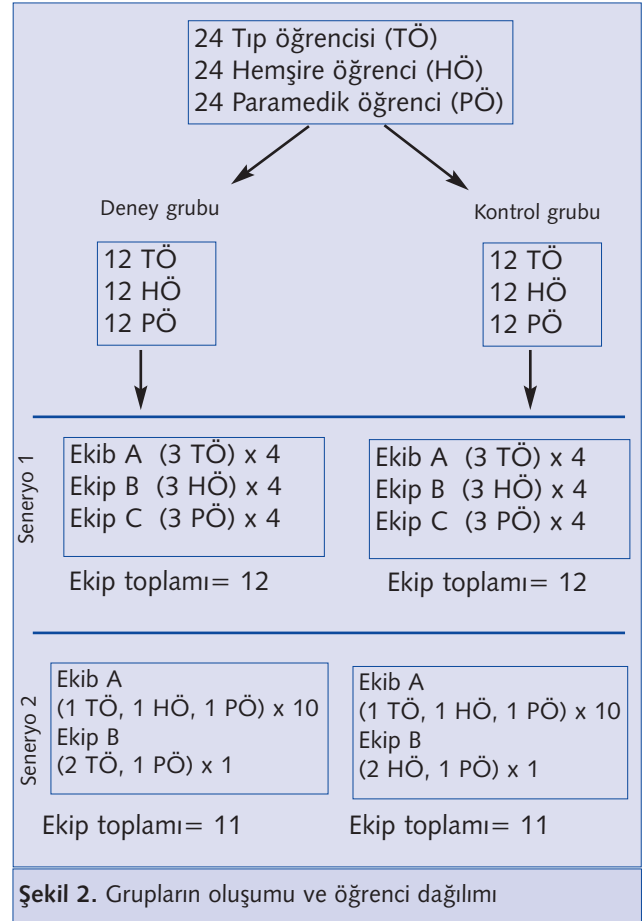 24 Tıp öğrencisi (TÖ)
24 Hemşire öğrenci (HÖ)
24 Paramedik öğrenci (PÖ)
Deney grubu
Kontrol grubu
12 TÖ
12 HÖ
12 PÖ
12 TÖ
12 HÖ
12 PÖ
Seneryo 1
Ekib A (3 TÖ) x 4
Ekip B (3 HÖ) x 4
Ekip C (3 PÖ) x 4
Ekip toplamı= 12
Ekib A (3 TÖ) x 4
Ekip B (3 HÖ) x 4
Ekip C (3 PÖ) x 4
Ekip toplamı= 12
Seneryo 2
Ekib A
(1 TÖ, 1 HÖ, 1 PÖ) x 10
Ekip B
(2 TÖ, 1 PÖ) x 1
Ekip toplamı= 11
Ekib A
(1 TÖ, 1 HÖ, 1 PÖ) x 10
Ekip B
(2 HÖ, 1 PÖ) x 1
Ekip toplamı= 11
Şekil 2. Grupların oluşumu ve öğrenci dağılımı